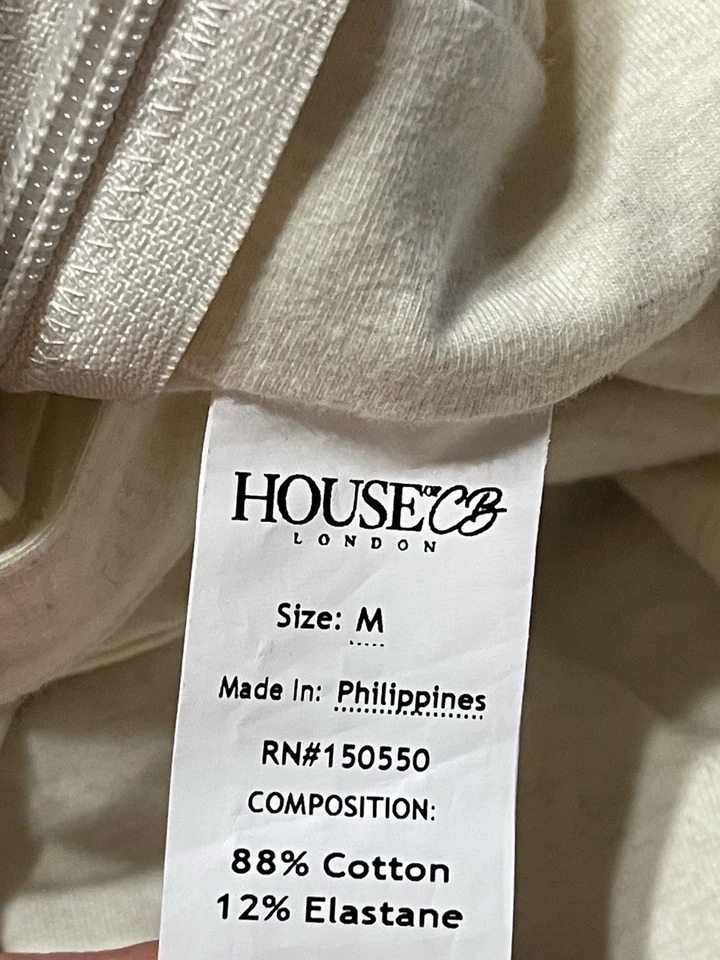 HOUSE OF CB
LONDON
Size: M
Made In: Philippines
RN#150550
COMPOSITION:
88% Cotton
12% Elastane